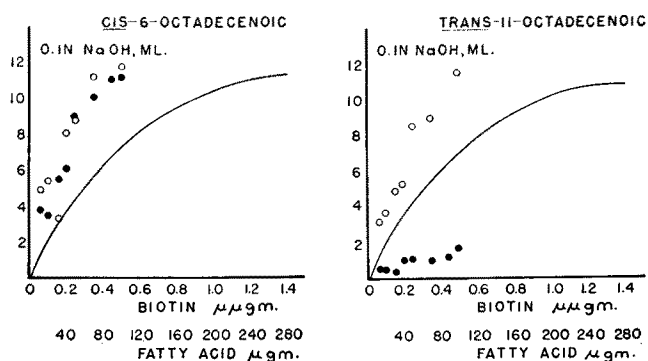 CIS-6-OCTADECENOIC
0.1N NaOH, ML.
12
10
8
6
4
2
0 0.2 0.4 0.6 0.8 1.0 1.2 1.4
BIOTIN μμgm.
40 80 120 160 200 240 280
FATTY ACID μgm.
TRANS-11-OCTADECENOIC
0.1N NaOH, ML.
12
10
8
6
4
2
0 0.2 0.4 0.6 0.8 1.0 1.2 1.4
BIOTIN μμgm.
40 80 120 160 200 240 280
FATTY ACID μgm.